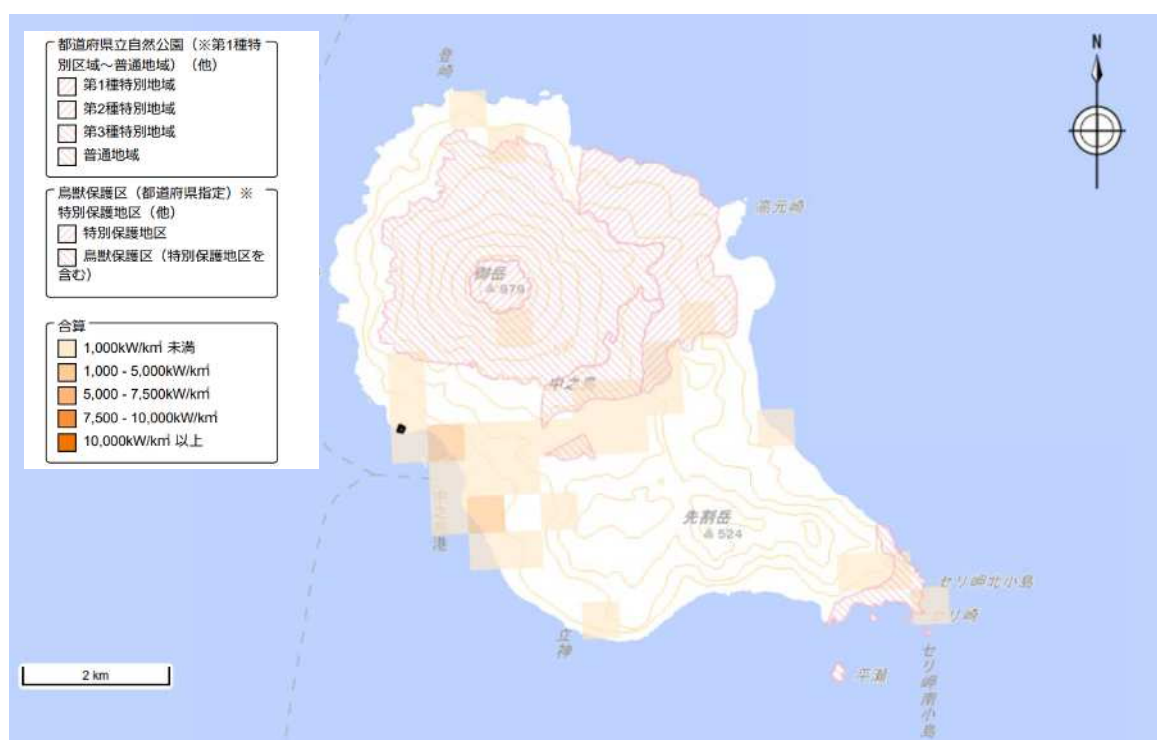 都道府県立自然公園(※第1種特
別区域~普通地域)(他)
第1種特別地域
第2種特別地域
第3種特別地域
普通地域
鳥獣保護区(都道府県指定)※
特別保護地区(他)
特別保護地区
鳥獣保護区(特別保護地区を
含む)
合算
1,000kW/k㎡ 未満
1,000 - 5,000kW/k㎡
5,000 - 7,500kW/k㎡
7,500 - 10,000kW/k㎡
10,000kW/k㎡ 以上
N
御岳
979
中之
先割岳
524
港
立神
セリ岬北小島
セリ崎
平瀬
セリ岬南小島
2 km